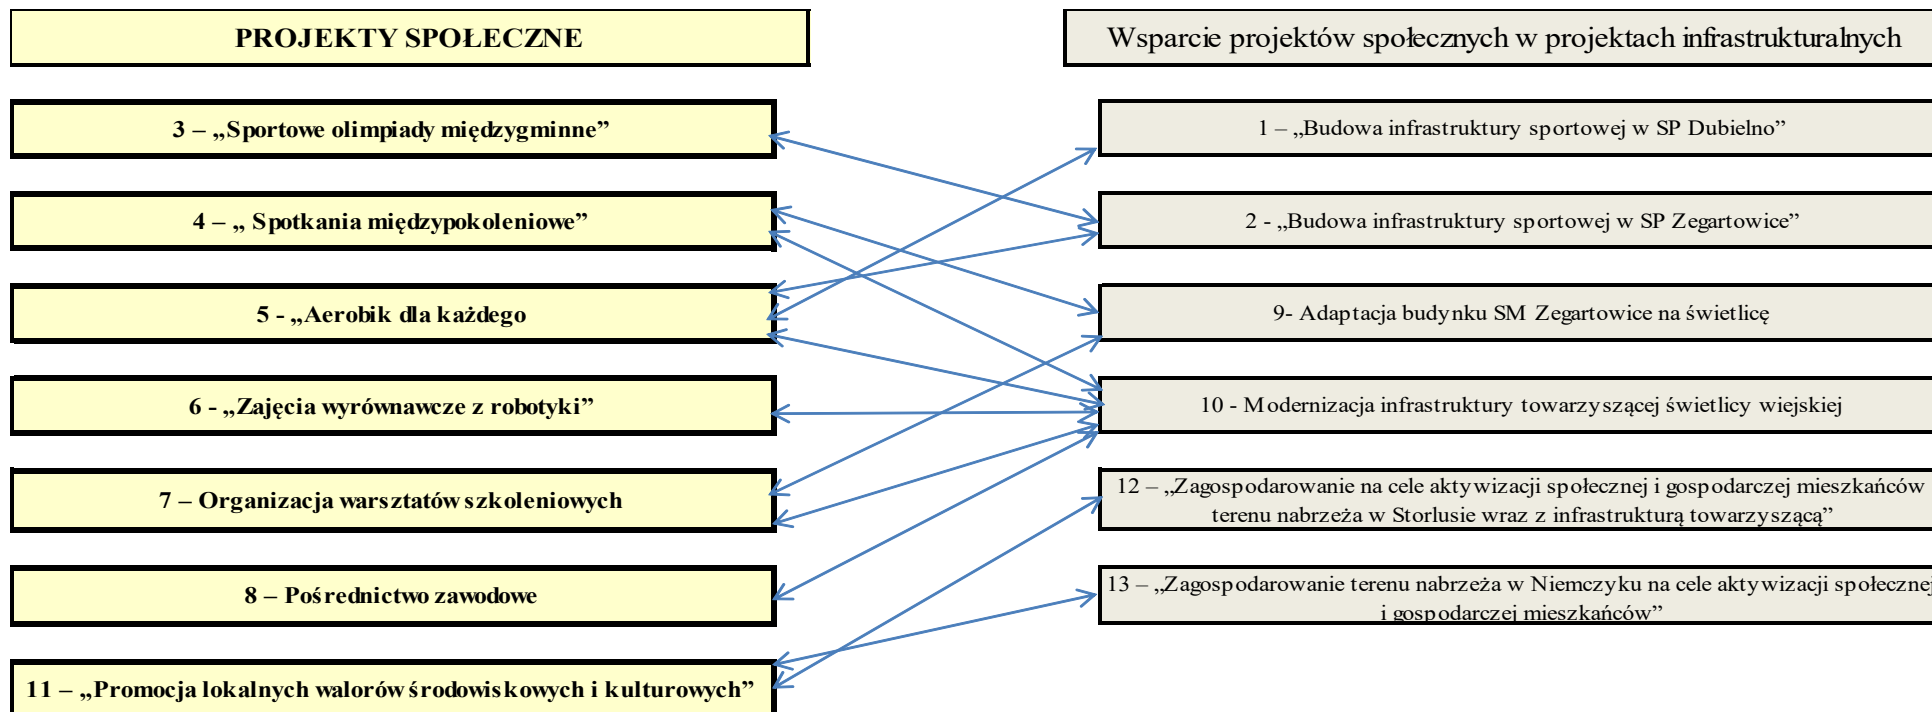 PROJEKTY SPOŁECZNE
Wsparcie projektów społecznych w projektach infrastrukturalnych
3 – „Sportowe olimpiady międzygminne”
1 – „Budowa infrastruktury sportowej w SP Dubielno”
4 – „ Spotkania międzypokoleniowe”
2 - „Budowa infrastruktury sportowej w SP Zegartowice”
5 - „Aerobik dla każdego
9- Adaptacja budynku SM Zegartowice na świetlicę
6 - „Zajęcia wyrównawcze z robotyki”
10 - Modernizacja infrastruktury towarzyszącej świetlicy wiejskiej
7 – Organizacja warsztatów szkoleniowych
12 – „Zagospodarowanie na cele aktywizacji społecznej i gospodarczej mieszkańców
terenu nabrzeża w Storlusie wraz z infrastrukturą towarzyszącą”
8 – Pośrednictwo zawodowe
13 – „Zagospodarowanie terenu nabrzeża w Niemczyku na cele aktywizacji społecznej
i gospodarczej mieszkańców”
11 – „Promocja lokalnych walorów środowiskowych i kulturowych”